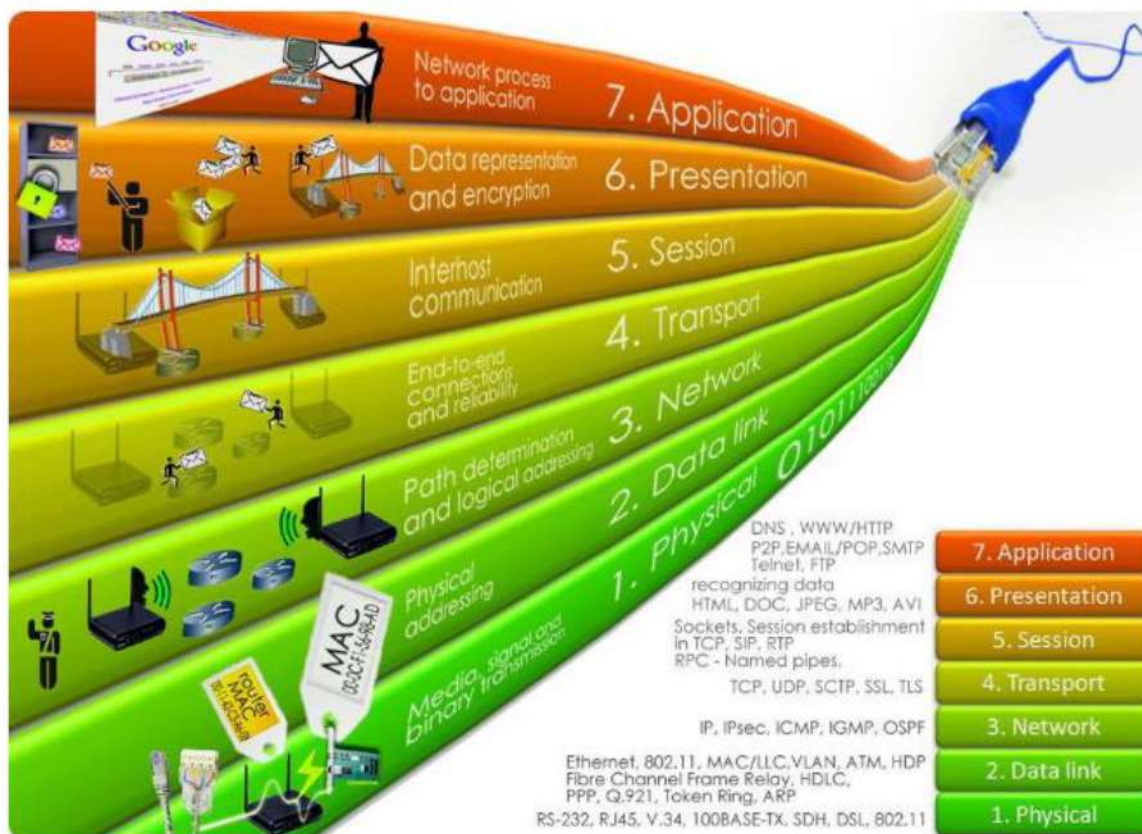 Google
Network process
to application
7. Application
Data representation
and encryption
6. Presentation
Interhost
communication
5. Session
End-to-end
connections
and reliability
4. Transport
Path determination
and logical addressing
3. Network
Physical
addressing
2. Data link
Media, signal and
binary transmission
1. Physical
MAC
router
MAC
DNS , WWW/HTTP
P2P,EMAIL/POP,SMTP
Telnet, FTP
7. Application
recognizing data
HTML, DOC, JPEG, MP3, AVI
6. Presentation
Sockets, Session establishment
in TCP, SIP, RTP
RPC - Named pipes,
5. Session
TCP, UDP, SCTP, SSL, TLS
4. Transport
IP, IPsec, ICMP, IGMP, OSPF
3. Network
Ethernet, 802.11, MAC/LLC,VLAN, ATM, HDP
Fibre Channel Frame Relay, HDLC,
PPP, Q.921, Token Ring, ARP
2. Data link
RS-232, RJ45, V.34, 100BASE-TX, SDH, DSL, 802.11
1. Physical